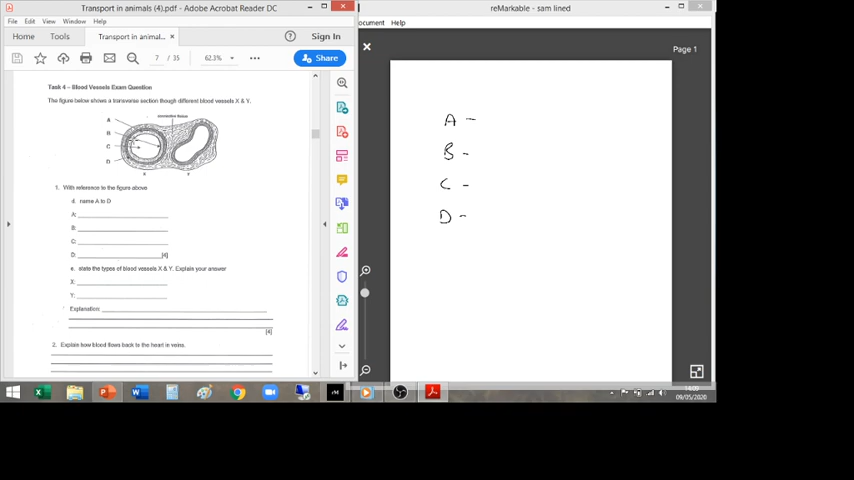 Transport in animals (4).pdf - Adobe Acrobat Reader DC
File Edit View Window Help
Home Tools Transport in animal... × Sign In
7 / 35 62.3% Share
Task 4 – Blood Vessels Exam Question
The figure below shows a transverse section though different blood vessels X & Y.
connective tissue
A
B
C
D
X Y
1. With reference to the figure above
d. name A to D
A:
B:
C:
D: [4]
e. state the types of blood vessels X & Y. Explain your answer
X:
Y:
Explanation:
[4]
2. Explain how blood flows back to the heart in veins.
reMarkable - sam lined
ocument Help
Page 1
A -
B -
C -
D -
14:09
09/05/2020